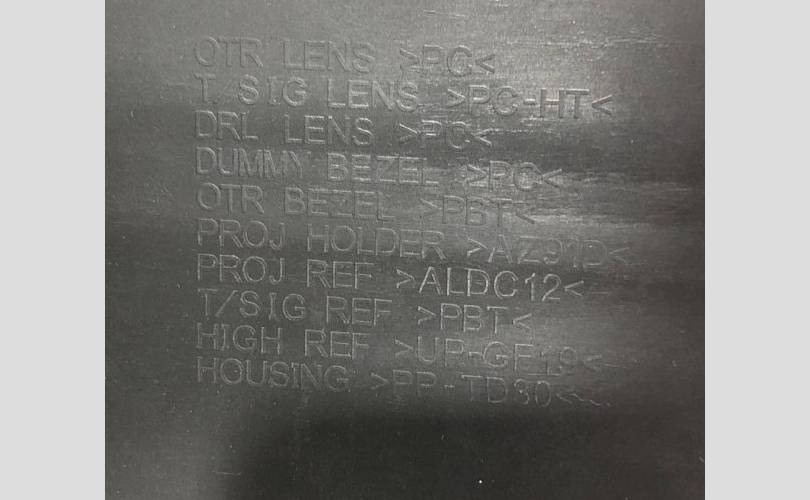 OTR LENS >PC<
T/SIG LENS >PC-HT<
DRL LENS >PC<
DUMMY BEZEL >PC<
OTR BEZEL >PBT<
PROJ HOLDER >AZ91D<
PROJ REF >ALDC12<
T/SIG REF >PBT<
HIGH REF >UP-GF19<
HOUSING >PP-TD30<